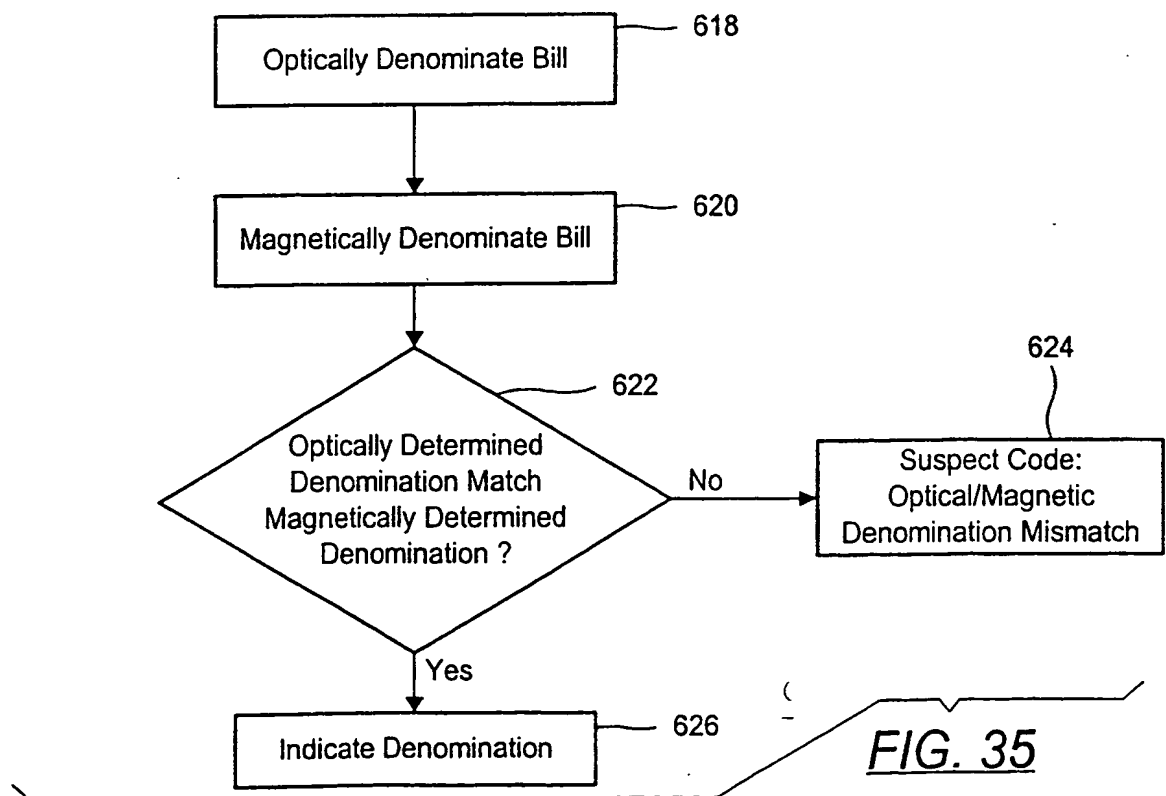 618
Optically Denominate Bill
620
Magnetically Denominate Bill
622
624
Optically Determined
Denomination Match
Magnetically Determined
Denomination ?
No
Suspect Code:
Optical/Magnetic
Denomination Mismatch
Yes
626
Indicate Denomination
FIG. 35